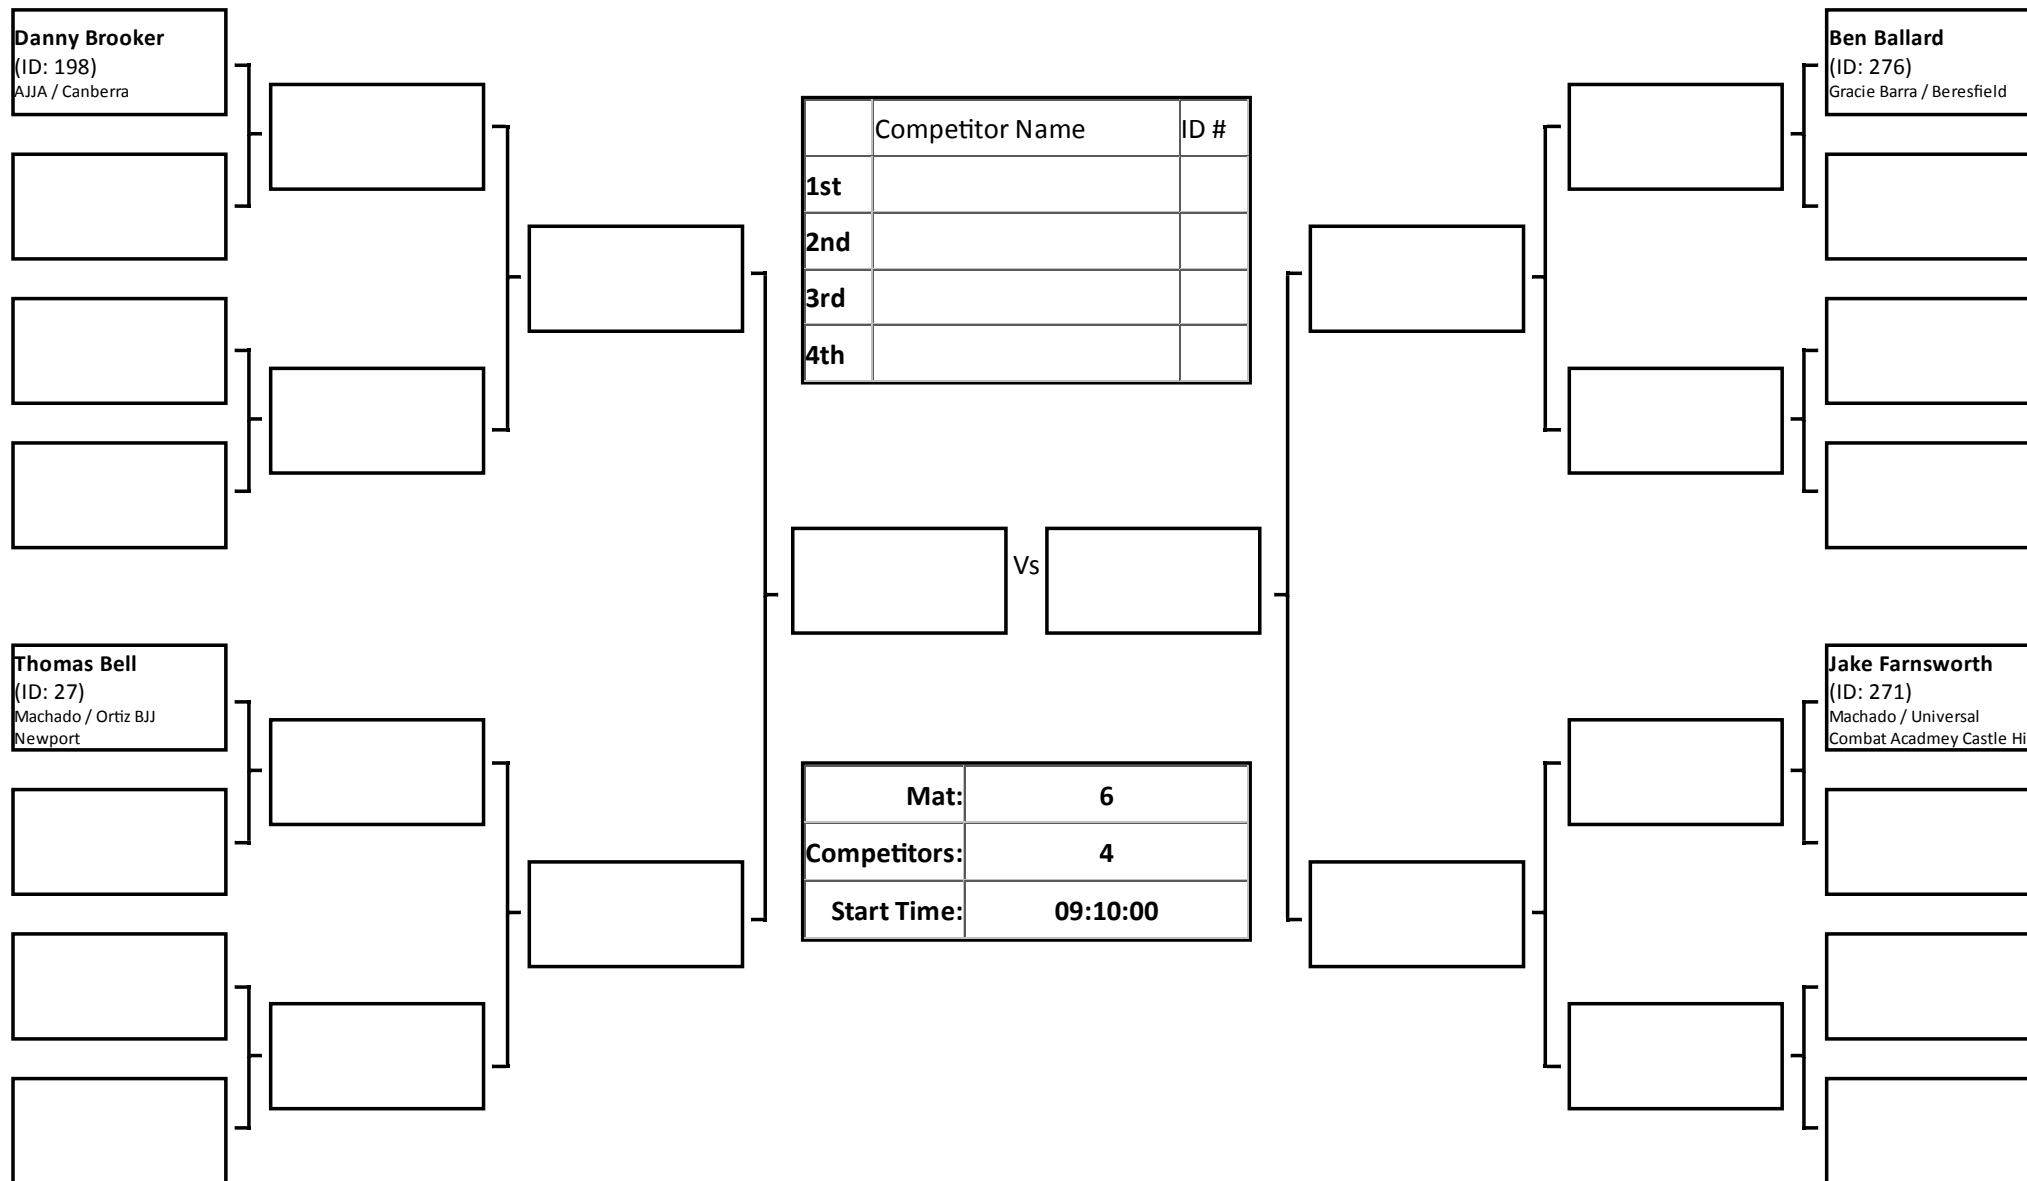 Danny Brooker
(ID: 198)
AJJA / Canberra
Thomas Bell
(ID: 27)
Machado / Ortiz BJJ
Newport
Competitor Name ID #
1st
2nd
3rd
4th
Vs
Mat: 6
Competitors: 4
Start Time: 09:10:00
Ben Ballard
(ID: 276)
Gracie Barra / Beresfield
Jake Farnsworth
(ID: 271)
Machado / Universal
Combat Acadmey Castle Hi